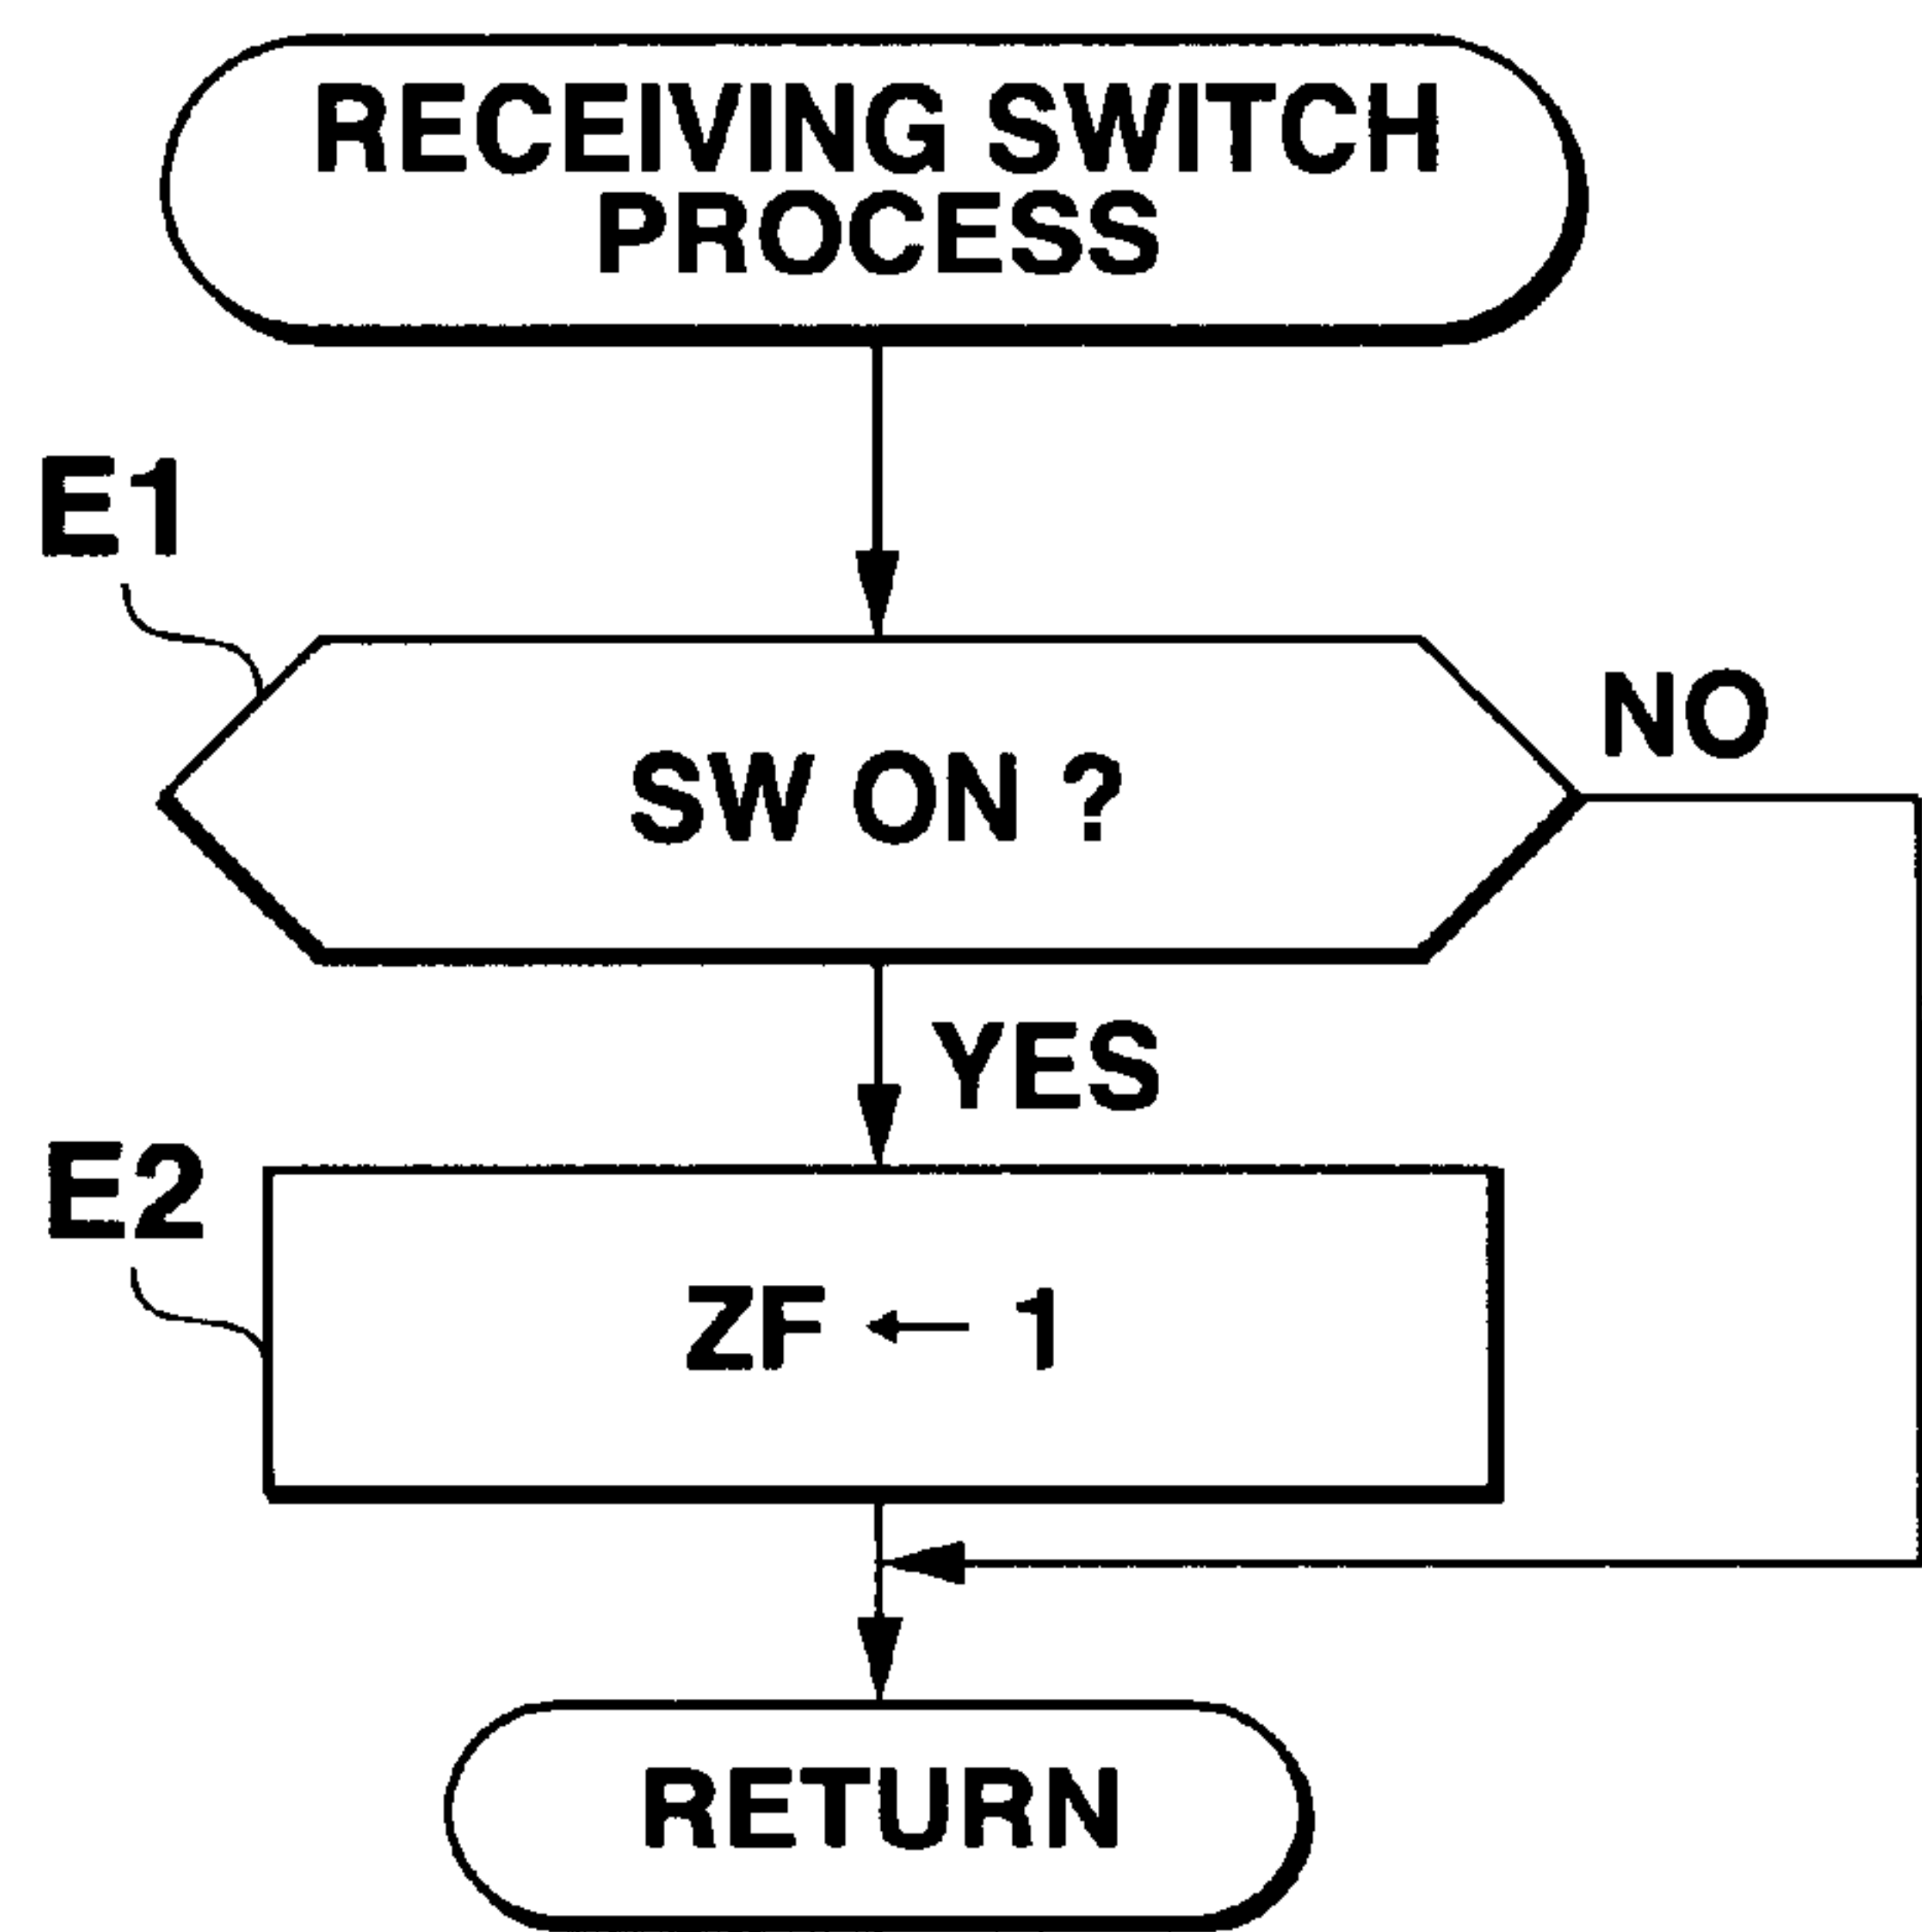 RECEIVING SWITCH
PROCESS
E1
SW ON ?
NO
YES
E2
ZF ← 1
RETURN